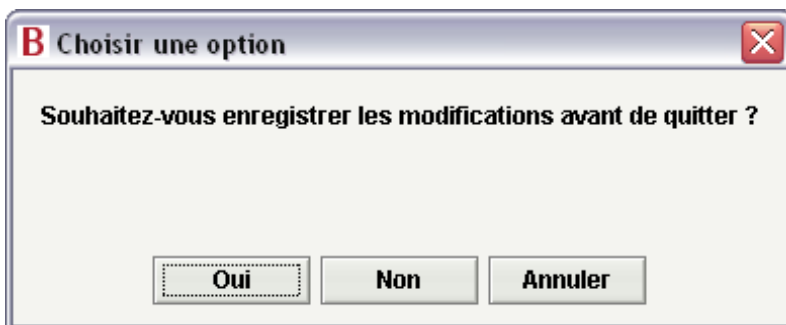 B Choisir une option
Souhaitez-vous enregistrer les modifications avant de quitter ?
Oui Non Annuler